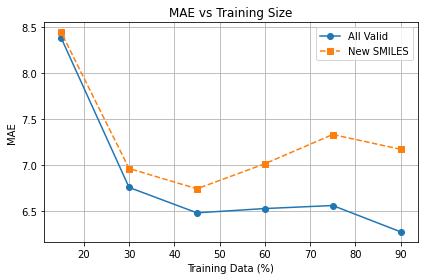 MAE vs Training Size
All Valid
New SMILES
8.5
8.0
7.5
7.0
6.5
MAE
20 30 40 50 60 70 80 90
Training Data (%)